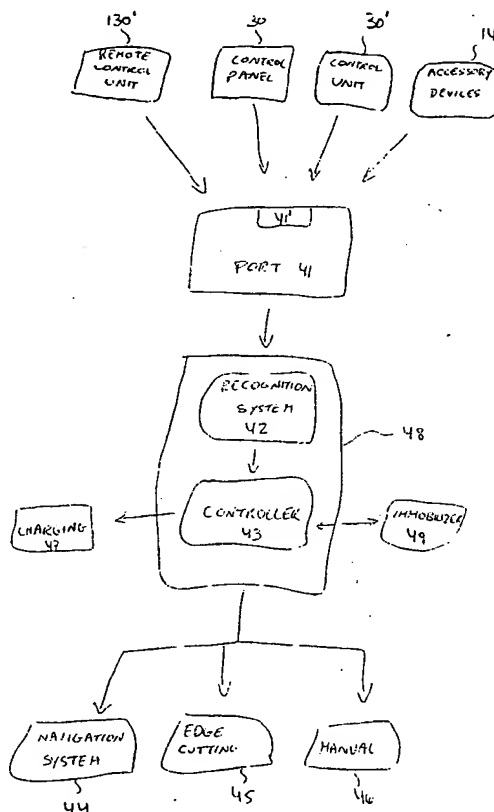 130' 30 30' 14
REMOTE CONTROL UNIT
CONTROL PANEL
CONTROL UNIT
ACCESSORY DEVICES
41'
PORT 41
RECOGNITION
SYSTEM
42
48
CONTROLLER
43
CHARGING
47
IMMOBILIZER
49
NAVIGATION
SYSTEM
44
EDGE
CUTTING
45
MANUAL
46